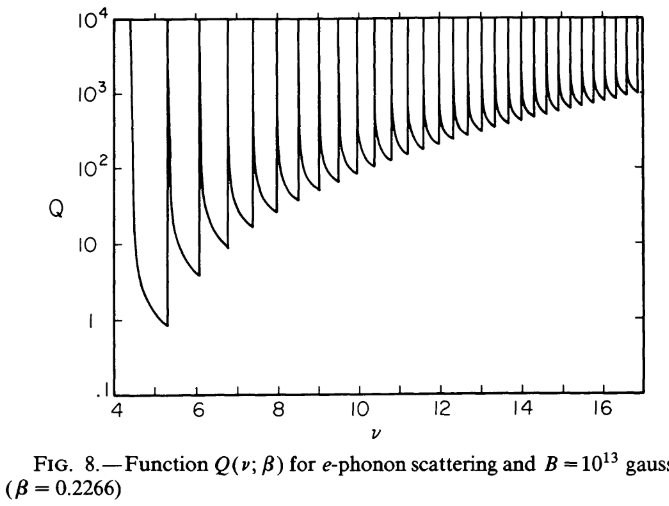 10⁴
10³
10²
Q
10
1
.1
4 6 8 10 12 14 16
ν
FIG. 8.—Function Q(ν; β) for e-phonon scattering and B = 10¹³ gauss
(β = 0.2266)